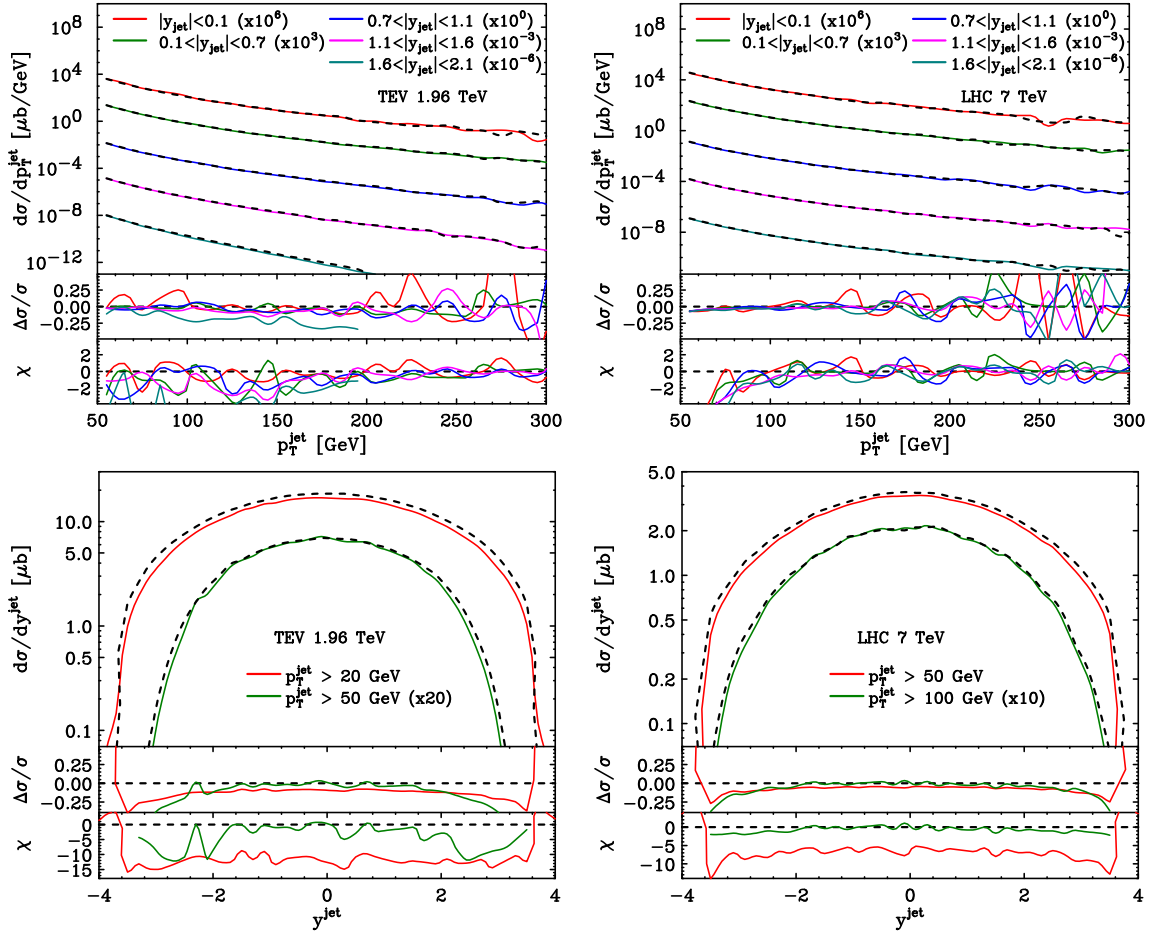 |y_jet|<0.1 (x10^6)
0.1<|y_jet|<0.7 (x10^3)
0.7<|y_jet|<1.1 (x10^0)
1.1<|y_jet|<1.6 (x10^-3)
1.6<|y_jet|<2.1 (x10^-6)
TEV 1.96 TeV
dσ/dp_T^jet [μb/GeV]
10^8
10^4
10^0
10^-4
10^-8
10^-12
Δσ/σ
0.25
0.00
−0.25
χ
2
0
−2
50 100 150 200 250 300
p_T^jet [GeV]
|y_jet|<0.1 (x10^6)
0.1<|y_jet|<0.7 (x10^3)
0.7<|y_jet|<1.1 (x10^0)
1.1<|y_jet|<1.6 (x10^-3)
1.6<|y_jet|<2.1 (x10^-6)
LHC 7 TeV
dσ/dp_T^jet [μb/GeV]
10^8
10^4
10^0
10^-4
10^-8
Δσ/σ
0.25
0.00
−0.25
χ
2
0
−2
50 100 150 200 250 300
p_T^jet [GeV]
dσ/dy^jet [μb]
10.0
5.0
1.0
0.5
0.1
TEV 1.96 TeV
p_T^jet > 20 GeV
p_T^jet > 50 GeV (x20)
Δσ/σ
0.25
0.00
−0.25
χ
0
−5
−10
−15
−4 −2 0 2 4
y^jet
dσ/dy^jet [μb]
5.0
2.0
1.0
0.5
0.2
0.1
LHC 7 TeV
p_T^jet > 50 GeV
p_T^jet > 100 GeV (x10)
Δσ/σ
0.25
0.00
−0.25
χ
0
−5
−10
−4 −2 0 2 4
y^jet